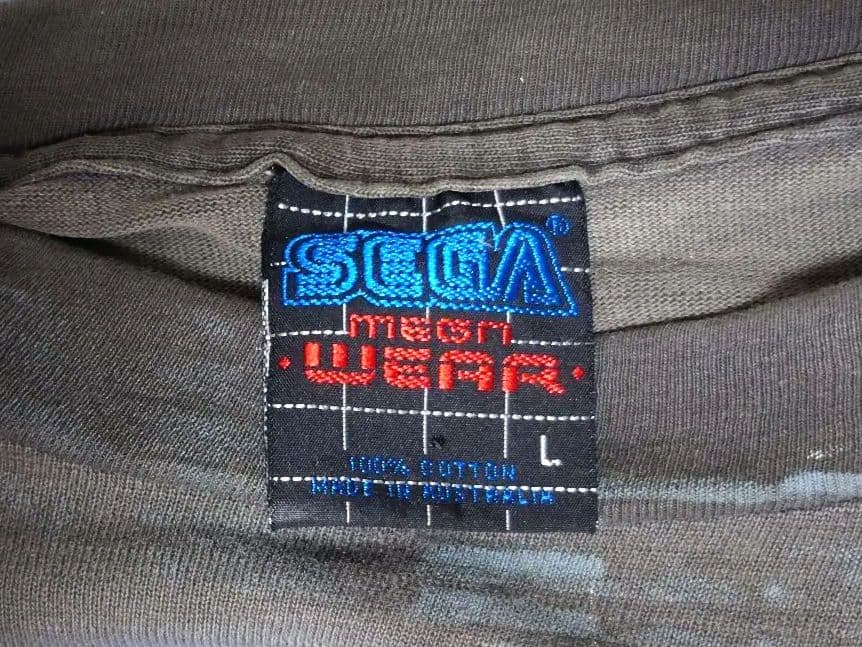 SEGA®
MEGA
·WEAR·
L
100% COTTON
MADE IN AUSTRALIA